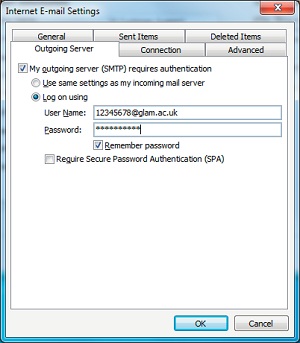 Internet E-mail Settings
General Sent Items Deleted Items
Outgoing Server Connection Advanced
My outgoing server (SMTP) requires authentication
Use same settings as my incoming mail server
Log on using
User Name: 12345678@glam.ac.uk
Password: **********
Remember password
Require Secure Password Authentication (SPA)
OK Cancel